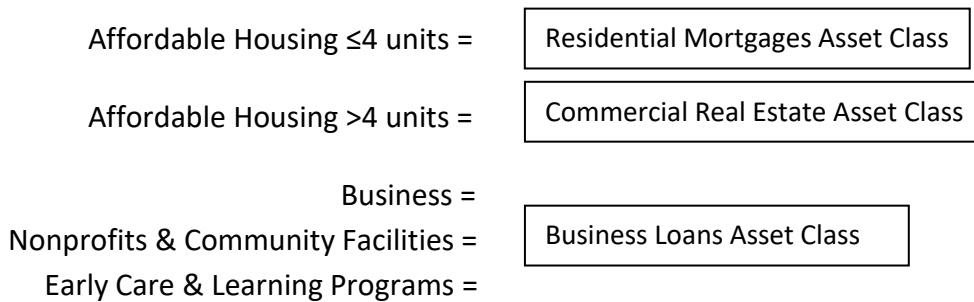 Affordable Housing ≤4 units = Residential Mortgages Asset Class
Affordable Housing >4 units = Commercial Real Estate Asset Class
Business =
Nonprofits & Community Facilities = Business Loans Asset Class
Early Care & Learning Programs =